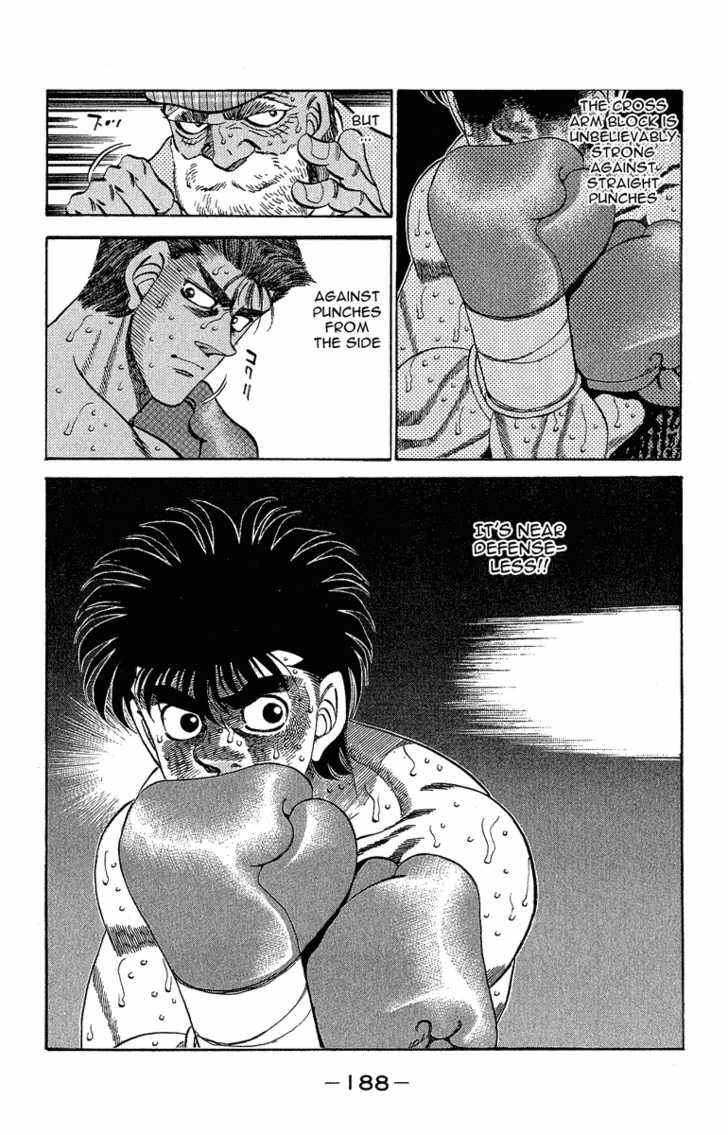 THE CROSS
ARM BLOCK IS
UNBELIEVABLY
STRONG
AGAINST
STRAIGHT
PUNCHES
BUT
...
AGAINST
PUNCHES
FROM
THE SIDE
IT'S NEAR
DEFENSE-
LESS!!
-188-